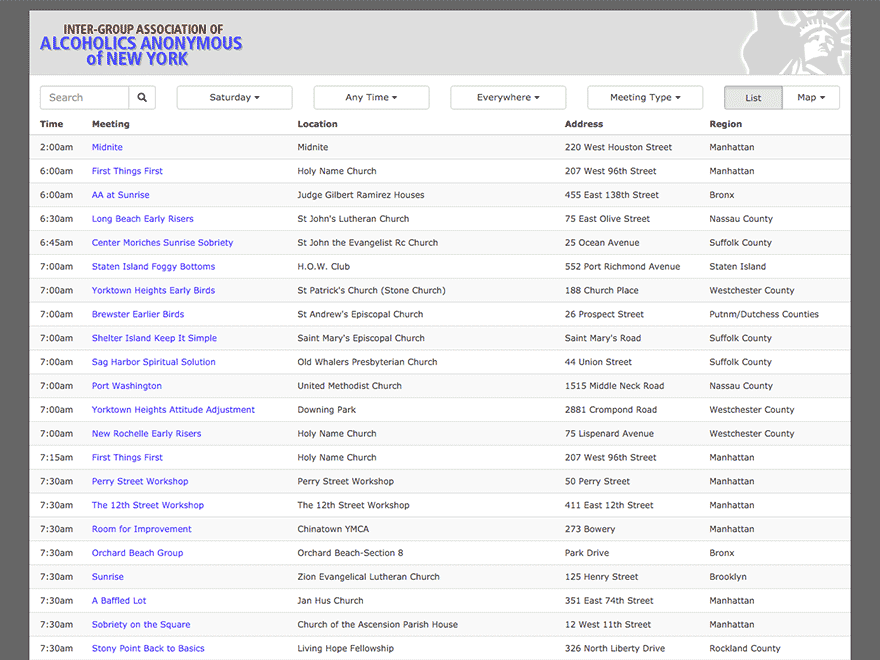 INTER-GROUP ASSOCIATION OF
ALCOHOLICS ANONYMOUS
of NEW YORK
Search Saturday Any Time Everywhere Meeting Type List Map
Time Meeting Location Address Region
2:00am Midnite Midnite 220 West Houston Street Manhattan
6:00am First Things First Holy Name Church 207 West 96th Street Manhattan
6:00am AA at Sunrise Judge Gilbert Ramirez Houses 455 East 138th Street Bronx
6:30am Long Beach Early Risers St John's Lutheran Church 75 East Olive Street Nassau County
6:45am Center Moriches Sunrise Sobriety St John the Evangelist Rc Church 25 Ocean Avenue Suffolk County
7:00am Staten Island Foggy Bottoms H.O.W. Club 552 Port Richmond Avenue Staten Island
7:00am Yorktown Heights Early Birds St Patrick's Church (Stone Church) 188 Church Place Westchester County
7:00am Brewster Earlier Birds St Andrew's Episcopal Church 26 Prospect Street Putnm/Dutchess Counties
7:00am Shelter Island Keep It Simple Saint Mary's Episcopal Church Saint Mary's Road Suffolk County
7:00am Sag Harbor Spiritual Solution Old Whalers Presbyterian Church 44 Union Street Suffolk County
7:00am Port Washington United Methodist Church 1515 Middle Neck Road Nassau County
7:00am Yorktown Heights Attitude Adjustment Downing Park 2881 Crompond Road Westchester County
7:00am New Rochelle Early Risers Holy Name Church 75 Lispenard Avenue Westchester County
7:15am First Things First Holy Name Church 207 West 96th Street Manhattan
7:30am Perry Street Workshop Perry Street Workshop 50 Perry Street Manhattan
7:30am The 12th Street Workshop The 12th Street Workshop 411 East 12th Street Manhattan
7:30am Room for Improvement Chinatown YMCA 273 Bowery Manhattan
7:30am Orchard Beach Group Orchard Beach-Section 8 Park Drive Bronx
7:30am Sunrise Zion Evangelical Lutheran Church 125 Henry Street Brooklyn
7:30am A Baffled Lot Jan Hus Church 351 East 74th Street Manhattan
7:30am Sobriety on the Square Church of the Ascension Parish House 12 West 11th Street Manhattan
7:30am Stony Point Back to Basics Living Hope Fellowship 326 North Liberty Drive Rockland County